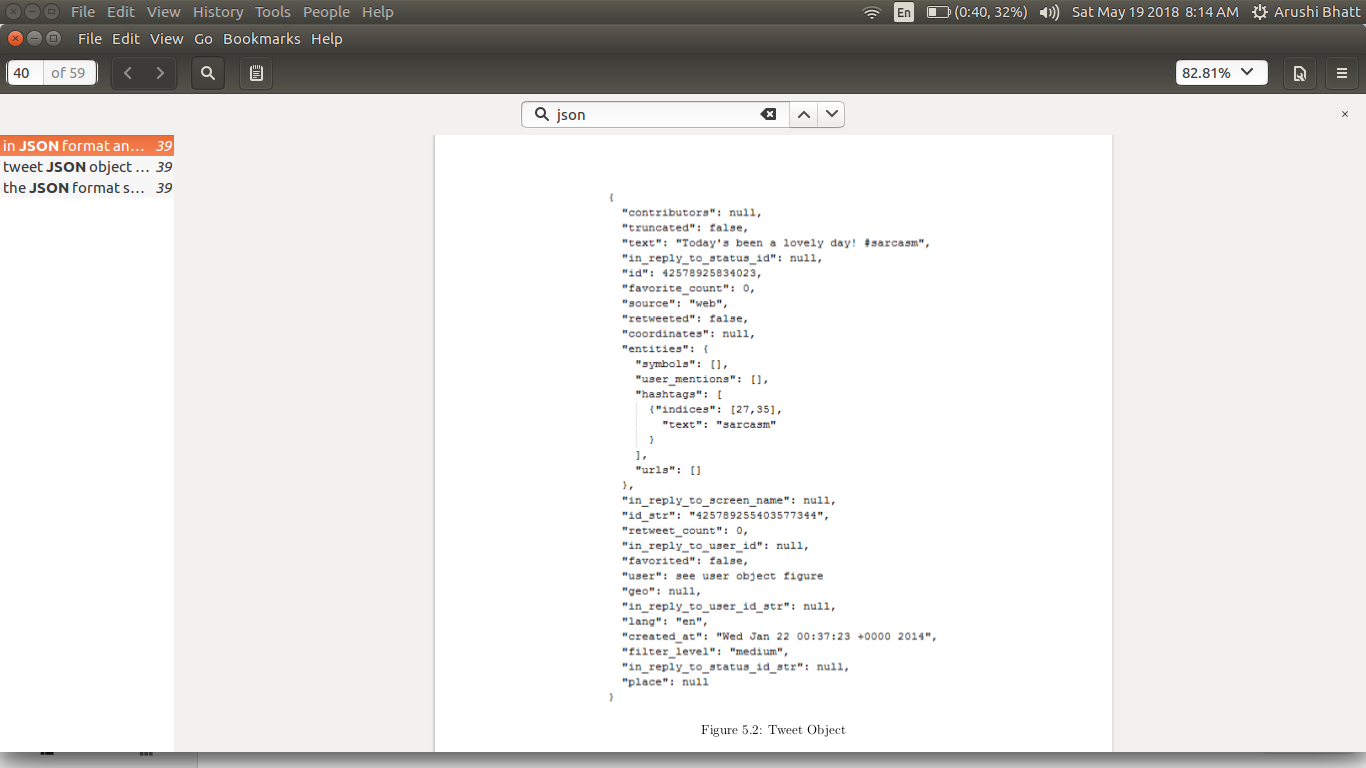 File Edit View History Tools People Help
En (0:40, 32%) Sat May 19 2018 8:14 AM Arushi Bhatt
File Edit View Go Bookmarks Help
40 of 59
82.81%
json
in JSON format an... 39
tweet JSON object ... 39
the JSON format s... 39
{
"contributors": null,
"truncated": false,
"text": "Today's been a lovely day! #sarcasm",
"in_reply_to_status_id": null,
"id": 42578925834023,
"favorite_count": 0,
"source": "web",
"retweeted": false,
"coordinates": null,
"entities": {
"symbols": [],
"user_mentions": [],
"hashtags": [
{"indices": [27,35],
"text": "sarcasm"
}
],
"urls": []
},
"in_reply_to_screen_name": null,
"id_str": "425789255403577344",
"retweet_count": 0,
"in_reply_to_user_id": null,
"favorited": false,
"user": see user object figure
"geo": null,
"in_reply_to_user_id_str": null,
"lang": "en",
"created_at": "Wed Jan 22 00:37:23 +0000 2014",
"filter_level": "medium",
"in_reply_to_status_id_str": null,
"place": null
}
Figure 5.2: Tweet Object